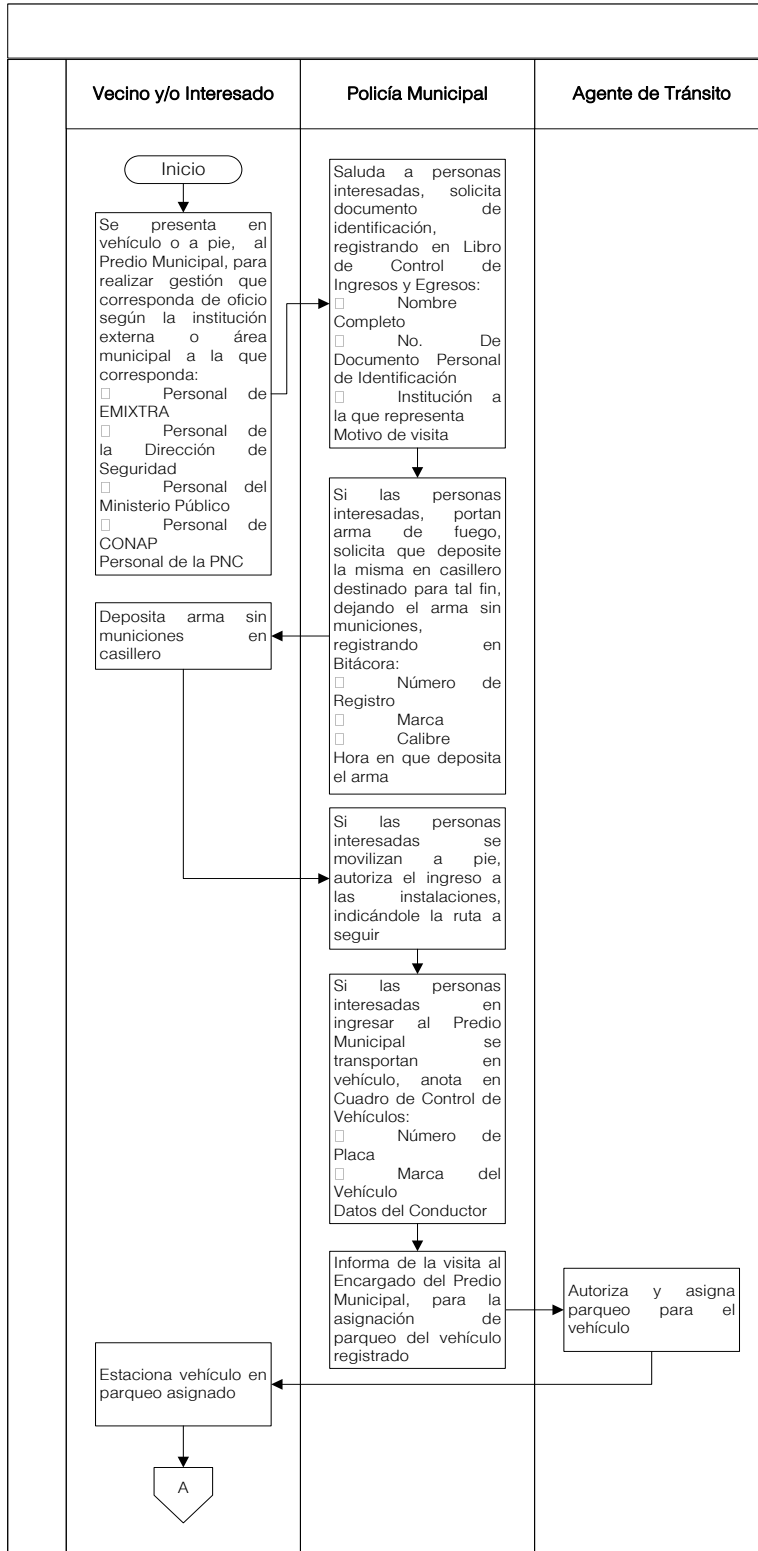 Vecino y/o Interesado
Policía Municipal
Agente de Tránsito
Inicio
Se presenta en
vehículo o a pie, al
Predio Municipal, para
realizar gestión que
corresponda de oficio
según la institución
externa o área
municipal a la que
corresponda:
Personal de
EMIXTRA
Personal de
la Dirección de
Seguridad
Personal del
Ministerio Público
Personal de
CONAP
Personal de la PNC
Saluda a personas
interesadas, solicita
documento de
identificación,
registrando en Libro
de Control de
Ingresos y Egresos:
Nombre
Completo
No. De
Documento Personal
de Identificación
Institución a
la que representa
Motivo de visita
Si las personas
interesadas, portan
arma de fuego,
solicita que deposite
la misma en casillero
destinado para tal fin,
dejando el arma sin
municiones,
registrando en
Bitácora:
Número de
Registro
Marca
Calibre
Hora en que deposita
el arma
Deposita arma sin
municiones en
casillero
Si las personas
interesadas se
movilizan a pie,
autoriza el ingreso a
las instalaciones,
indicándole la ruta a
seguir
Si las personas
interesadas en
ingresar al Predio
Municipal se
transportan en
vehículo, anota en
Cuadro de Control de
Vehículos:
Número de
Placa
Marca del
Vehículo
Datos del Conductor
Informa de la visita al
Encargado del Predio
Municipal, para la
asignación de
parqueo del vehículo
registrado
Autoriza y asigna
parqueo para el
vehículo
Estaciona vehículo en
parqueo asignado
A